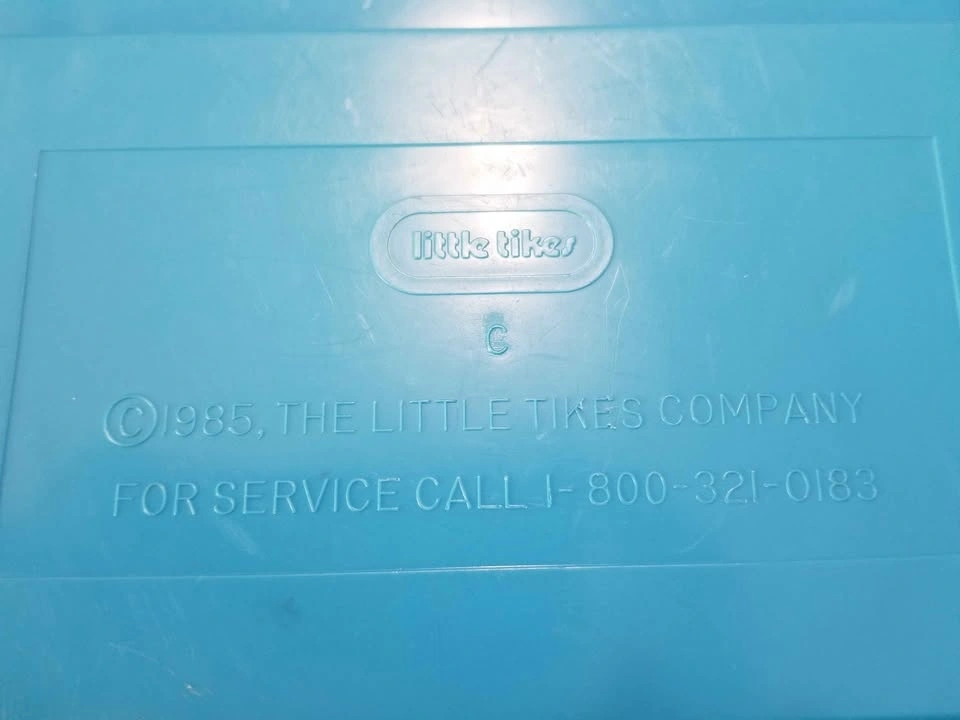 little tikes
C
©1985, THE LITTLE TIKES COMPANY
FOR SERVICE CALL 1-800-321-0183